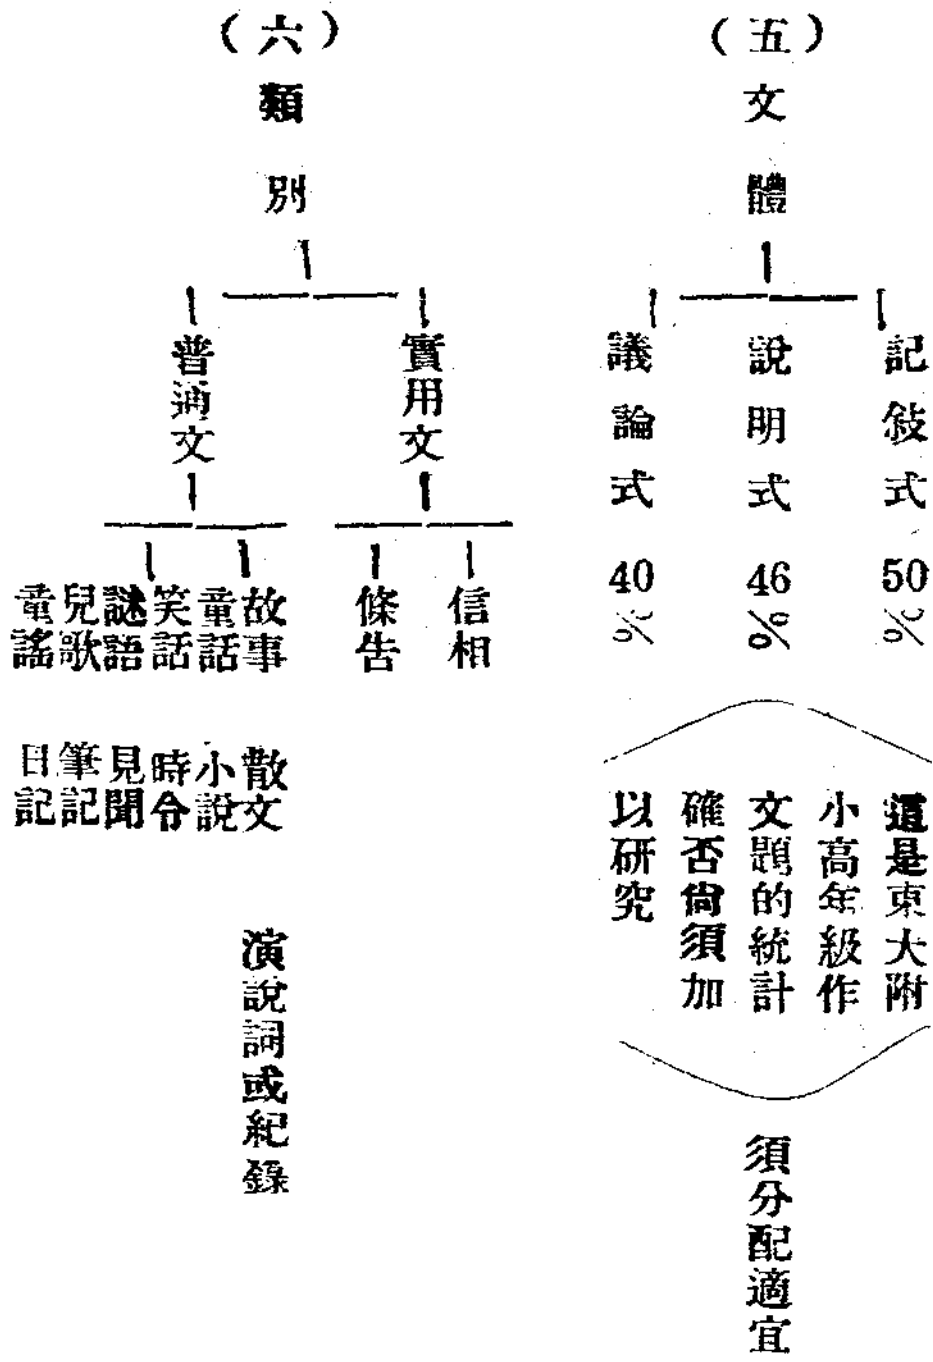 （五）
文體
記敍式 50%
說明式 46%
議論式 40%
這是東大附
小高年級作
文題的統計
確否尙須加
以研究
須分配適宜
（六）
類別
實用文
信相
條告
普通文
故事
童話
笑話
謎語
兒歌
童謠
散文
小說
時令
見聞
筆記
日記
演說詞或紀錄